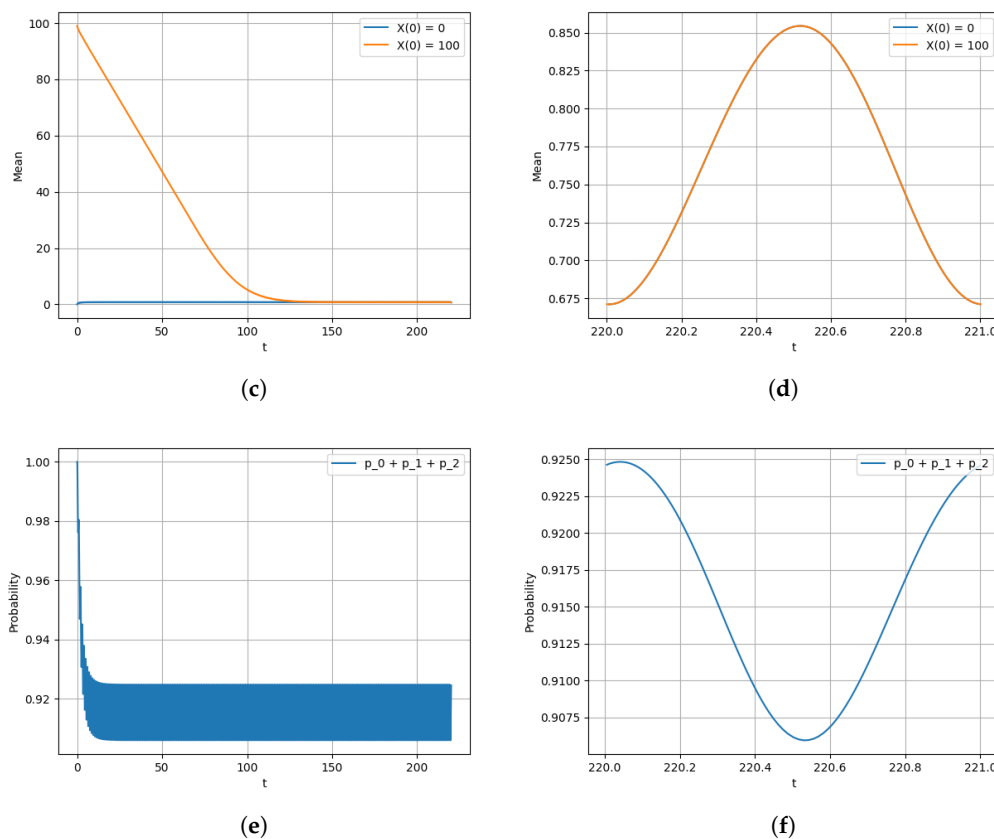 100
80
60
40
20
0
Mean
X(0) = 0
X(0) = 100
0
50
100
150
200
t
(c)
0.850
0.825
0.800
0.775
0.750
0.725
0.700
0.675
Mean
X(0) = 0
X(0) = 100
220.0
220.2
220.4
220.6
220.8
221.0
t
(d)
1.00
0.98
0.96
0.94
0.92
Probability
p_0 + p_1 + p_2
0
50
100
150
200
t
(e)
0.9250
0.9225
0.9200
0.9175
0.9150
0.9125
0.9100
0.9075
Probability
p_0 + p_1 + p_2
220.0
220.2
220.4
220.6
220.8
221.0
t
(f)